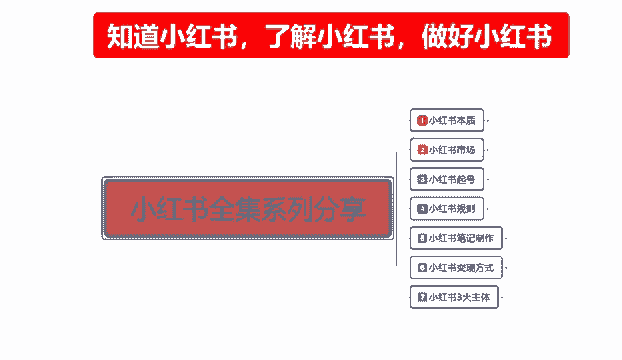 知道小红书，了解小红书，做好小红书
小红书全集系列分享
1 小红书本质
2 小红书市场
3 小红书起号
4 小红书规则
5 小红书笔记制作
6 小红书变现方式
7 小红书3大主体